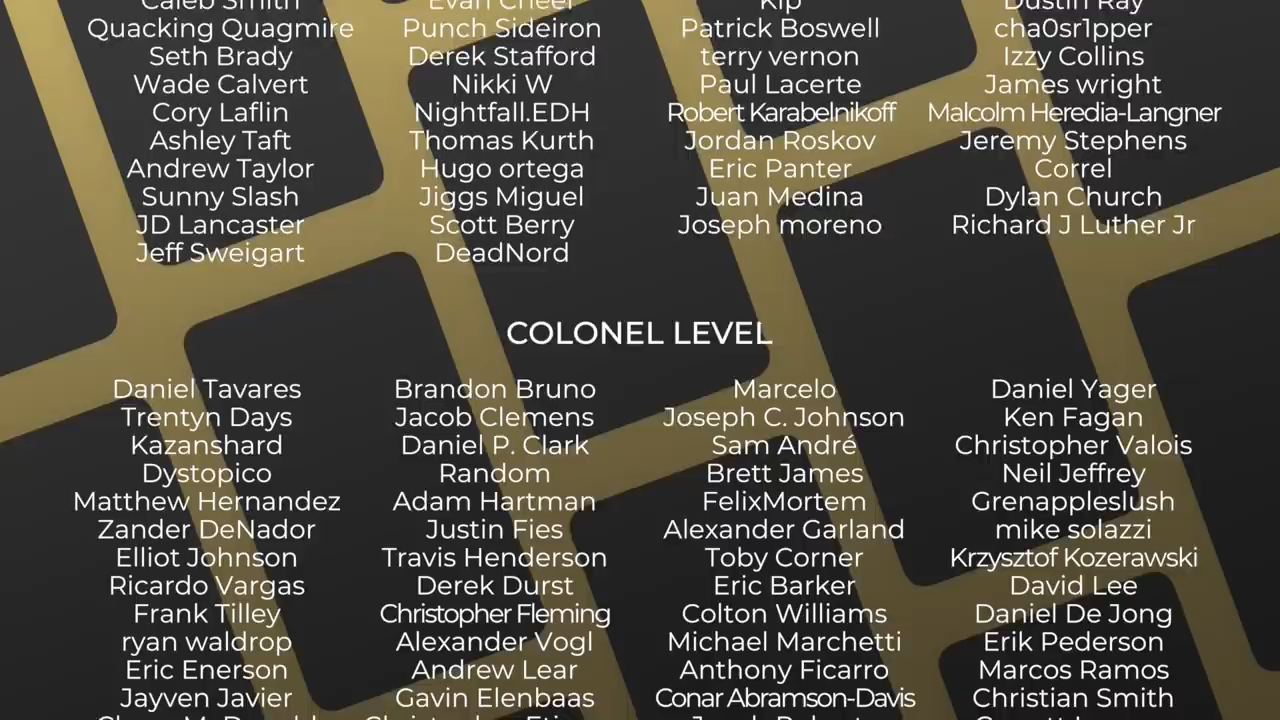 Caleb Smith Evan Cheer Kip Dustin Ray
Quacking Quagmire Punch Sideiron Patrick Boswell cha0sr1pper
Seth Brady Derek Stafford terry vernon Izzy Collins
Wade Calvert Nikki W Paul Lacerte James wright
Cory Laflin Nightfall.EDH Robert Karabelnikoff Malcolm Heredia-Langner
Ashley Taft Thomas Kurth Jordan Roskov Jeremy Stephens
Andrew Taylor Hugo ortega Eric Panter Correl
Sunny Slash Jiggs Miguel Juan Medina Dylan Church
JD Lancaster Scott Berry Joseph moreno Richard J Luther Jr
Jeff Sweigart DeadNord
COLONEL LEVEL
Daniel Tavares Brandon Bruno Marcelo Daniel Yager
Trentyn Days Jacob Clemens Joseph C. Johnson Ken Fagan
Kazanshard Daniel P. Clark Sam André Christopher Valois
Dystopico Random Brett James Neil Jeffrey
Matthew Hernandez Adam Hartman FelixMortem Grenappleslush
Zander DeNador Justin Fies Alexander Garland mike solazzi
Elliot Johnson Travis Henderson Toby Corner Krzysztof Kozerawski
Ricardo Vargas Derek Durst Eric Barker David Lee
Frank Tilley Christopher Fleming Colton Williams Daniel De Jong
ryan waldrop Alexander Vogl Michael Marchetti Erik Pederson
Eric Enerson Andrew Lear Anthony Ficarro Marcos Ramos
Jayven Javier Gavin Elenbaas Conar Abramson-Davis Christian Smith